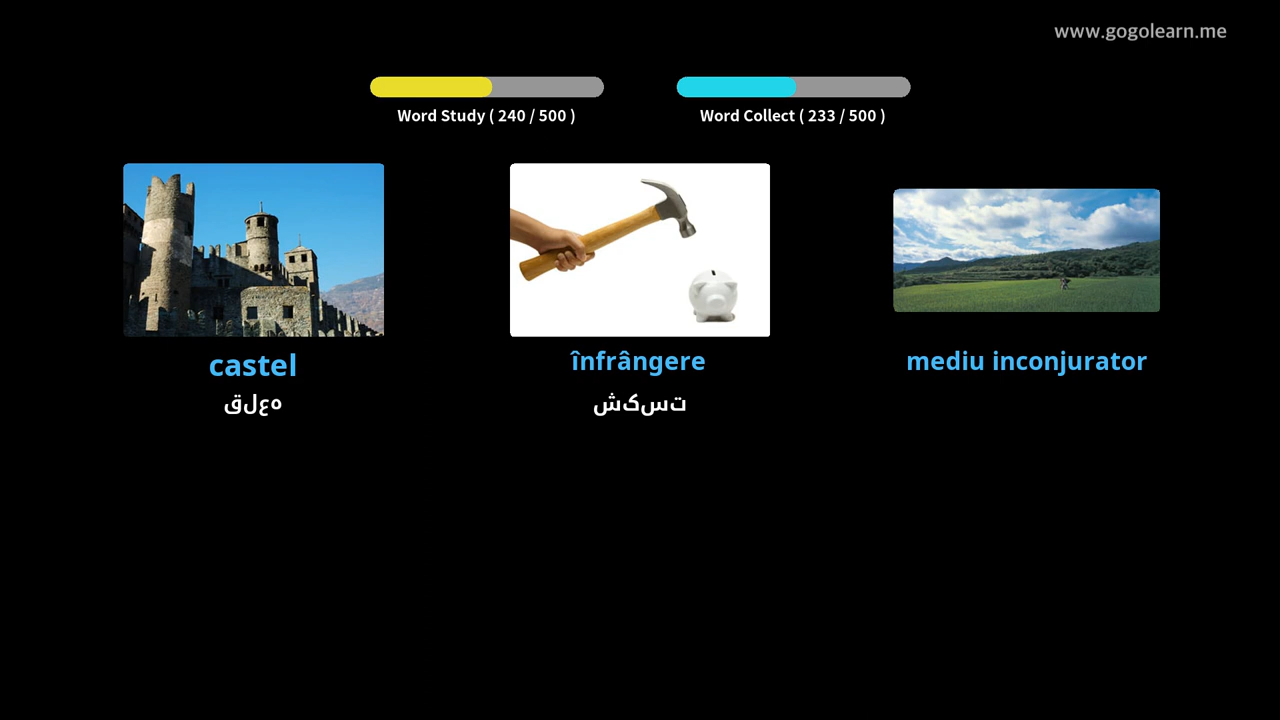 www.gogolearn.me
Word Study ( 240 / 500 )
Word Collect ( 233 / 500 )
castel
قلعه
înfrângere
شکست
mediu inconjurator